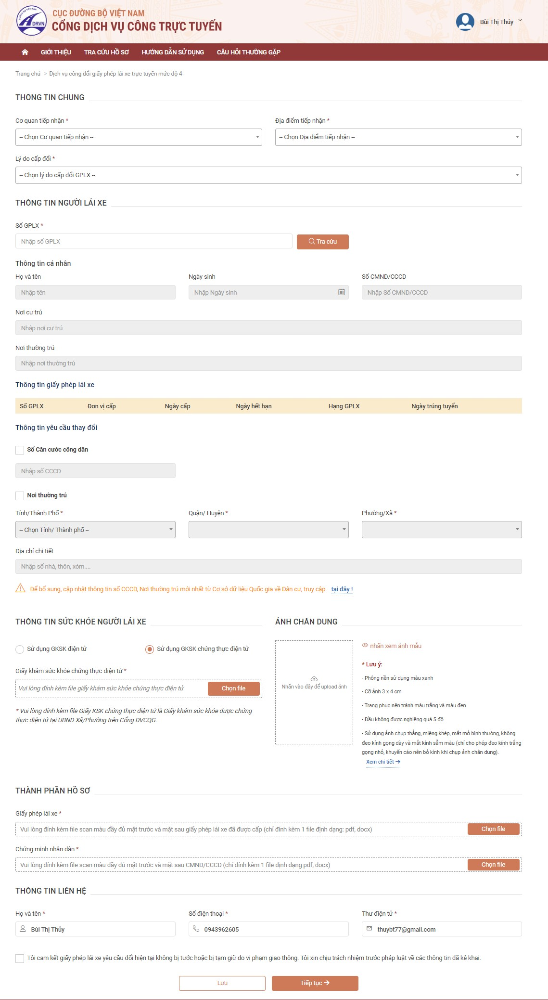 ĐƯỜNG BỘ VIỆT NAM
DRVN
CỤC ĐƯỜNG BỘ VIỆT NAM
CỔNG DỊCH VỤ CÔNG TRỰC TUYẾN
Bùi Thị Thủy
GIỚI THIỆU TRA CỨU HỒ SƠ HƯỚNG DẪN SỬ DỤNG CÂU HỎI THƯỜNG GẶP
Trang chủ > Dịch vụ công đổi giấy phép lái xe trực tuyến mức độ 4
THÔNG TIN CHUNG
Cơ quan tiếp nhận * Địa điểm tiếp nhận *
-- Chọn Cơ quan tiếp nhận -- -- Chọn Địa điểm tiếp nhận --
Lý do cấp đổi *
-- Chọn lý do cấp đổi GPLX --
THÔNG TIN NGƯỜI LÁI XE
Số GPLX *
Nhập số GPLX Tra cứu
Thông tin cá nhân
Họ và tên Ngày sinh Số CMND/CCCD
Nhập tên Nhập Ngày sinh Nhập Số CMND/CCCD
Nơi cư trú
Nhập nơi cư trú
Nơi thường trú
Nhập nơi thường trú
Thông tin giấy phép lái xe
Số GPLX Đơn vị cấp Ngày cấp Ngày hết hạn Hạng GPLX Ngày trúng tuyển
Thông tin yêu cầu thay đổi
Số Căn cước công dân
Nhập số CCCD
Nơi thường trú
Tỉnh/Thành Phố * Quận/ Huyện * Phường/Xã *
-- Chọn Tỉnh/ Thành phố --
Địa chỉ chi tiết
Nhập số nhà, thôn, xóm....
Để bổ sung, cập nhật thông tin số CCCD, Nơi thường trú mới nhất từ Cơ sở dữ liệu Quốc gia về Dân cư, truy cập tại đây !
THÔNG TIN SỨC KHỎE NGƯỜI LÁI XE
Sử dụng GKSK điện tử Sử dụng GKSK chứng thực điện tử
Giấy khám sức khỏe chứng thực điện tử *
Vui lòng đính kèm file giấy khám sức khỏe chứng thực điện tử Chọn file
* Vui lòng đính kèm file Giấy KSK chứng thực điện tử là Giấy khám sức khỏe được chứng
thực điện tử tại UBND Xã/Phường trên Cổng DVCQG.
ẢNH CHÂN DUNG
Nhấn vào đây để upload ảnh
nhấn xem ảnh mẫu
* Lưu ý:
- Phông nền sử dụng màu xanh
- Cỡ ảnh 3 x 4 cm
- Trang phục nên tránh màu trắng và màu đen
- Đầu không được nghiêng quá 5 độ
- Sử dụng ảnh chụp thẳng, miệng khép, mắt mở bình thường, không
đeo kính gọng dày và mắt kính sẫm màu (chỉ cho phép đeo kính trắng
gọng nhỏ, khuyến cáo nên bỏ kính khi chụp ảnh chân dung).
Xem chi tiết →
THÀNH PHẦN HỒ SƠ
Giấy phép lái xe *
Vui lòng đính kèm file scan màu đầy đủ mặt trước và mặt sau giấy phép lái xe đã được cấp (chỉ đính kèm 1 file định dạng: pdf, docx) Chọn file
Chứng minh nhân dân *
Vui lòng đính kèm file scan màu đầy đủ mặt trước và mặt sau CMND/CCCD (chỉ đính kèm 1 file định dạng pdf, docx) Chọn file
THÔNG TIN LIÊN HỆ
Họ và tên * Số điện thoại * Thư điện tử *
Bùi Thị Thủy 0943962605 thuybt77@gmail.com
Tôi cam kết giấy phép lái xe yêu cầu đổi hiện tại không bị tước hoặc bị tạm giữ do vi phạm giao thông. Tôi xin chịu trách nhiệm trước pháp luật về các thông tin đã kê khai.
Lưu Tiếp tục →